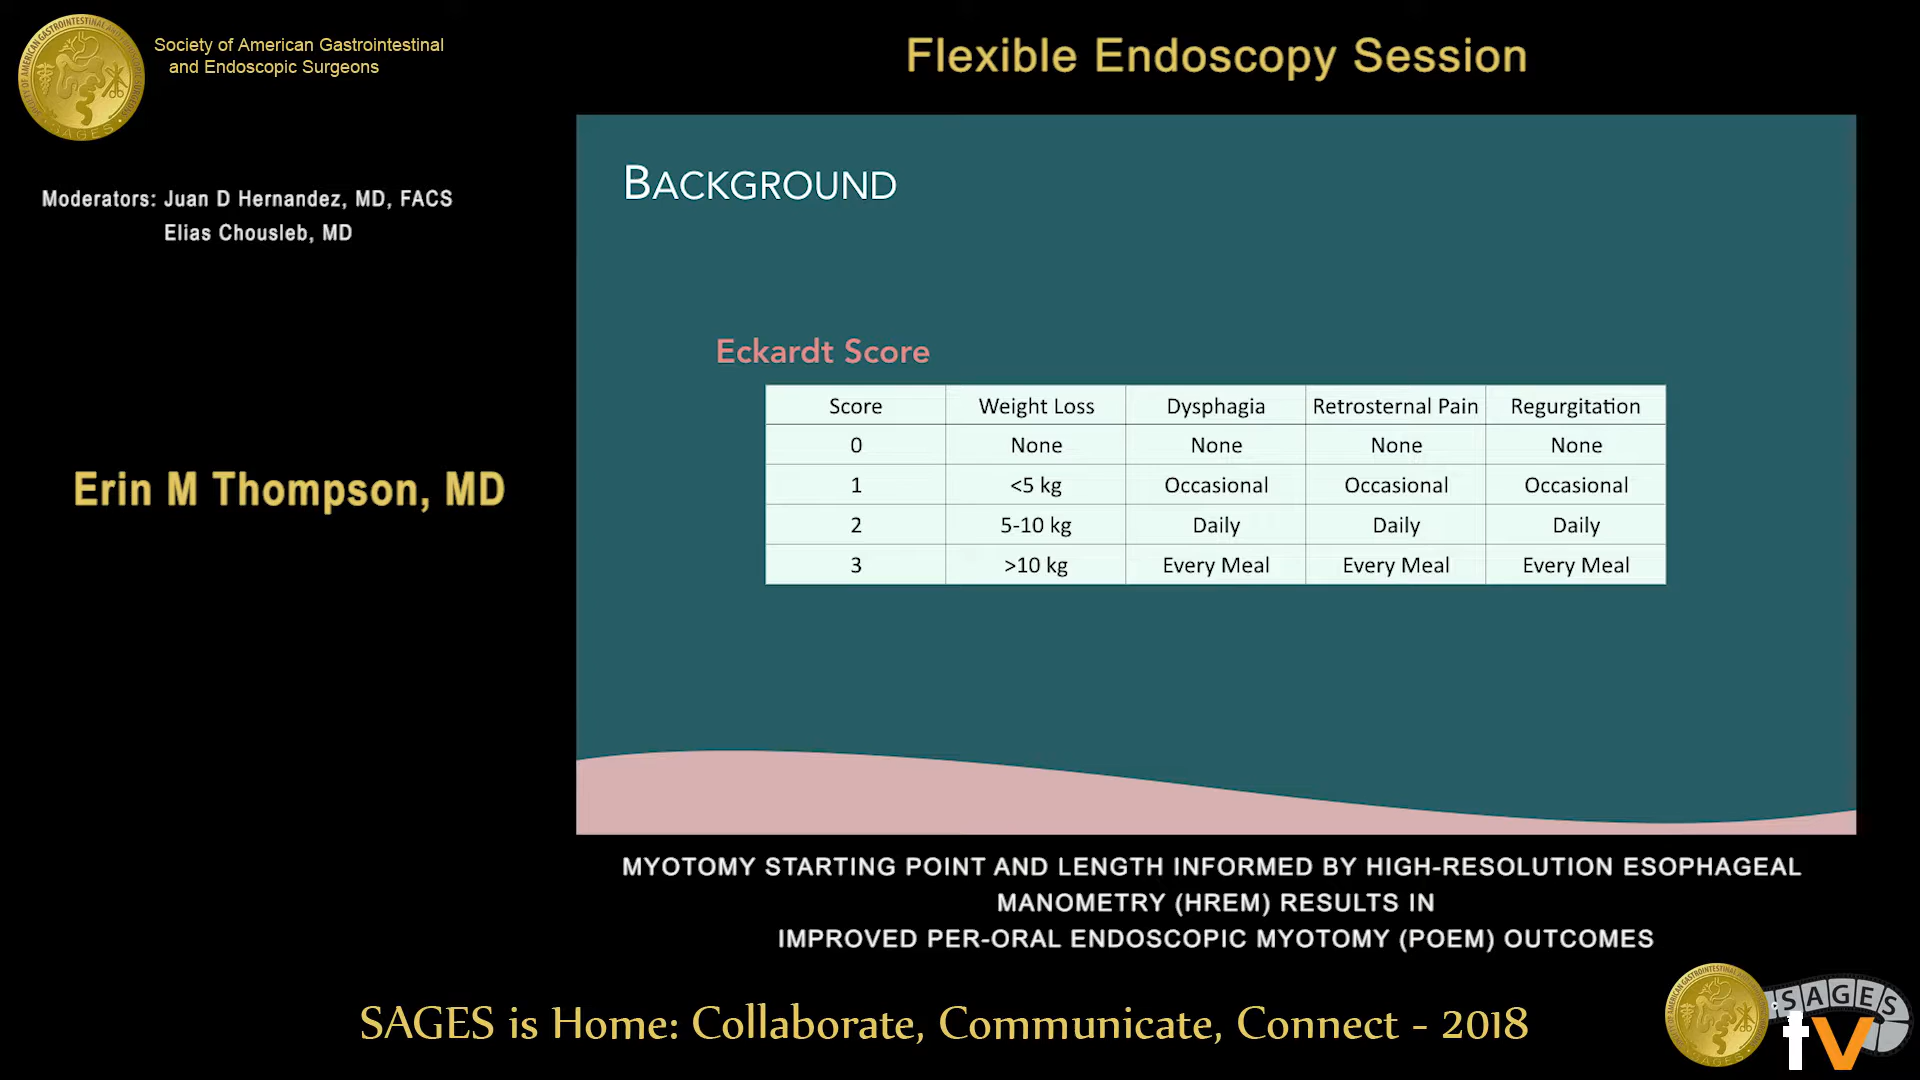 Society of American Gastrointestinal
and Endoscopic Surgeons
Flexible Endoscopy Session
Moderators: Juan D Hernandez, MD, FACS
Elias Chousleb, MD
Erin M Thompson, MD
BACKGROUND
Eckardt Score
Score Weight Loss Dysphagia Retrosternal Pain Regurgitation
0 None None None None
1 <5 kg Occasional Occasional Occasional
2 5-10 kg Daily Daily Daily
3 >10 kg Every Meal Every Meal Every Meal
MYOTOMY STARTING POINT AND LENGTH INFORMED BY HIGH-RESOLUTION ESOPHAGEAL
MANOMETRY (HREM) RESULTS IN
IMPROVED PER-ORAL ENDOSCOPIC MYOTOMY (POEM) OUTCOMES
SAGES is Home: Collaborate, Communicate, Connect - 2018
SAGES
tv